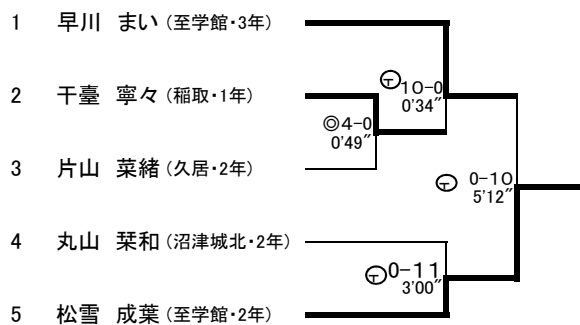 1 早川 まい (至学館・3年)
Ⓣ10-0
0'34″
2 干臺 寧々 (稲取・1年)
◎4-0
0'49″
3 片山 菜緒 (久居・2年)
Ⓣ 0-10
5'12″
4 丸山 栞和 (沼津城北・2年)
Ⓣ0-11
3'00″
5 松雪 成葉 (至学館・2年)